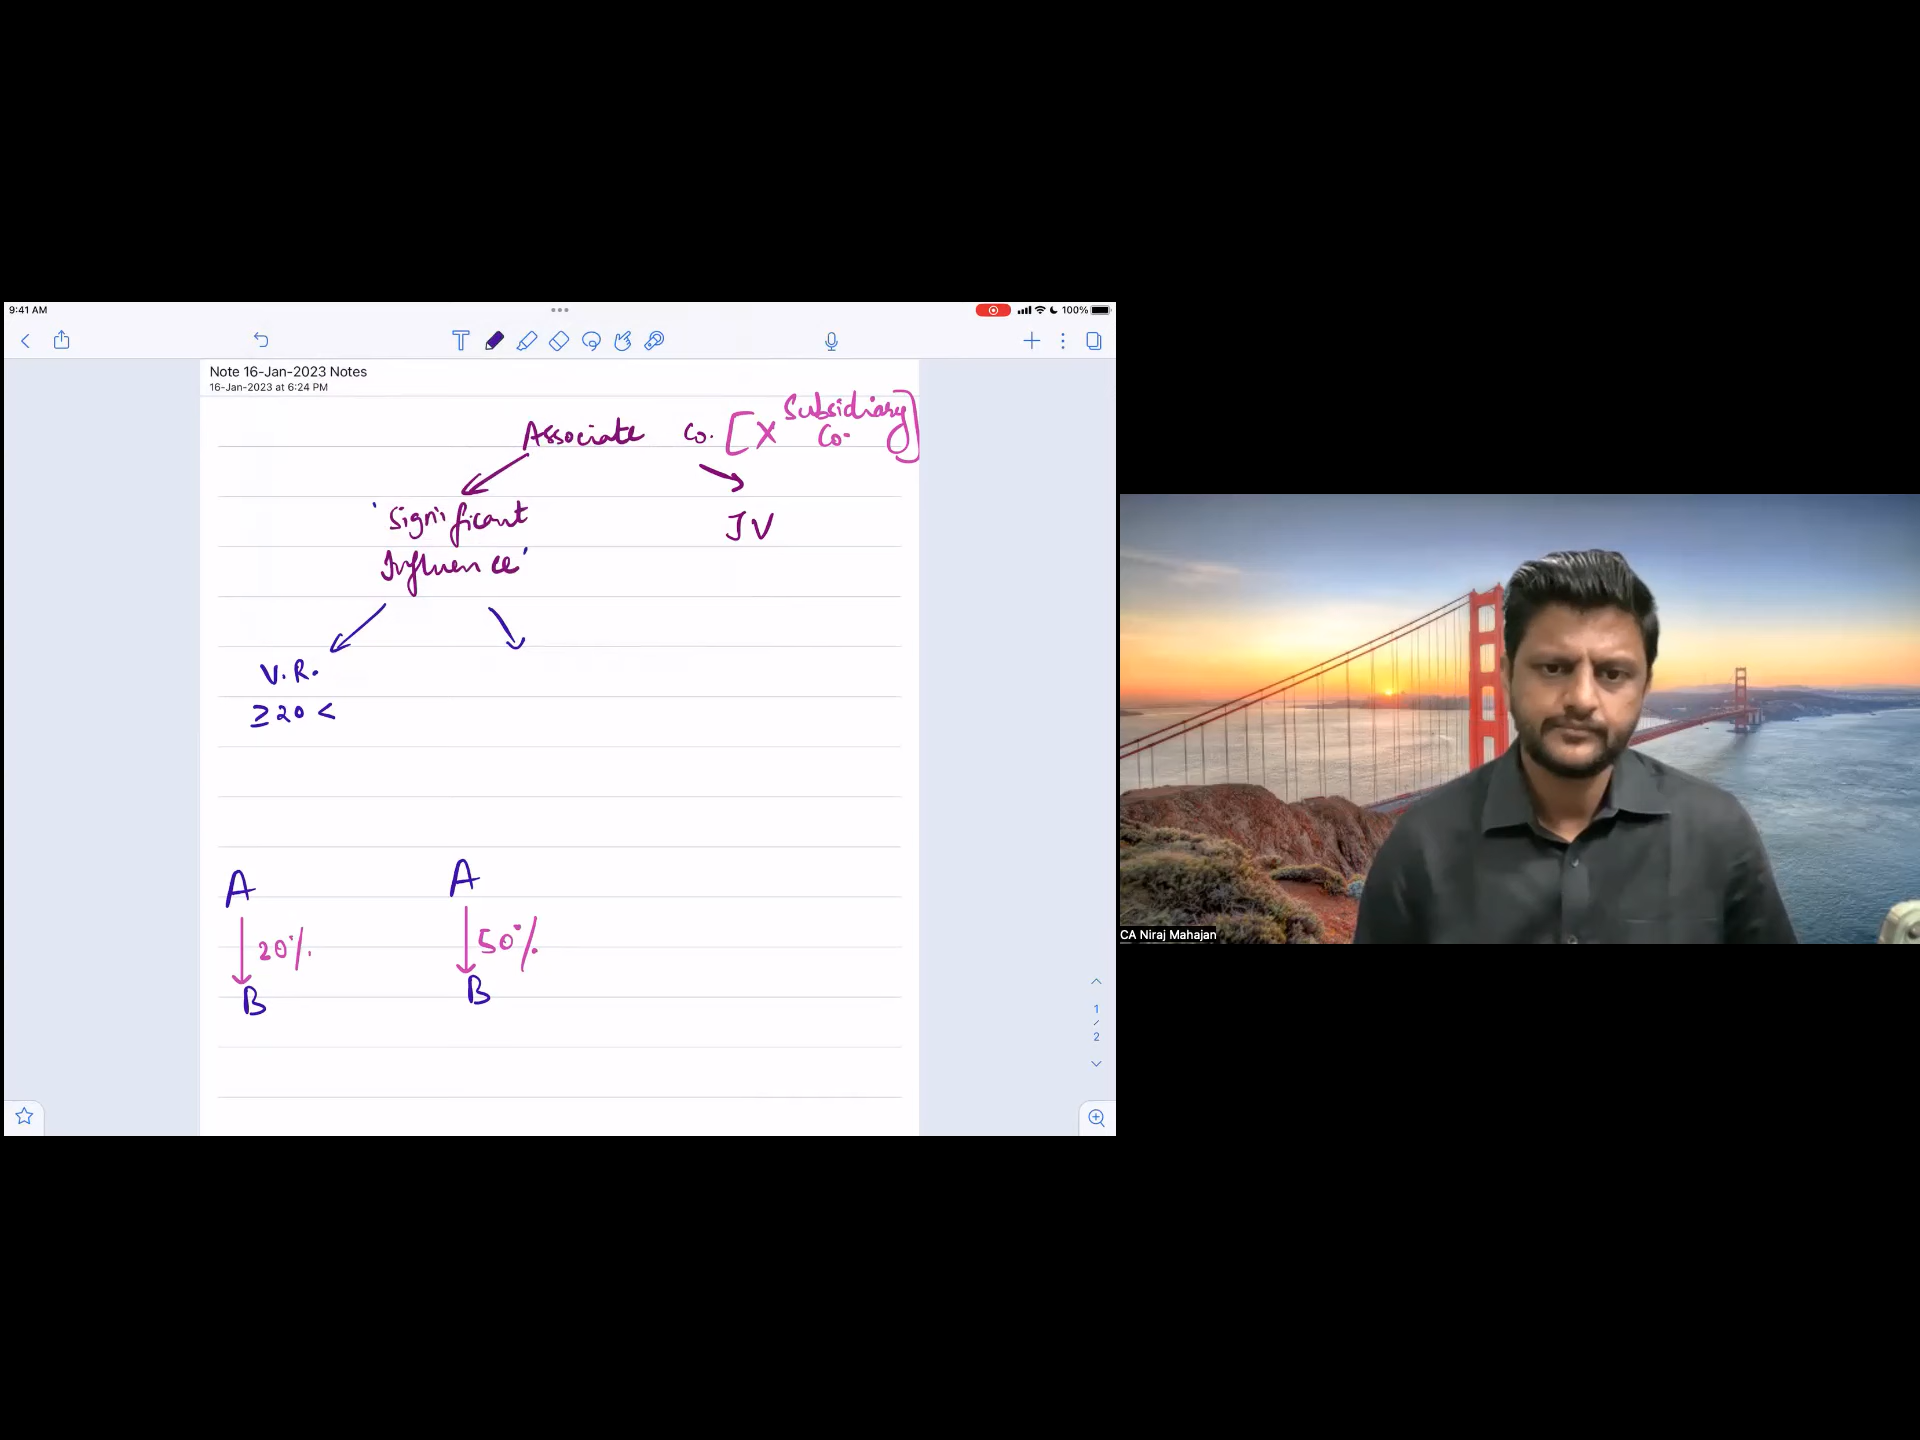 9:41 AM
100%
Note 16-Jan-2023 Notes
16-Jan-2023 at 6:24 PM
Associate Co. [X Subsidiary Co.]
'Significant Influence'
JV
V.R.
≥20 <
A
20%.
B
A
50%.
B
1
/
2
CA Niraj Mahajan